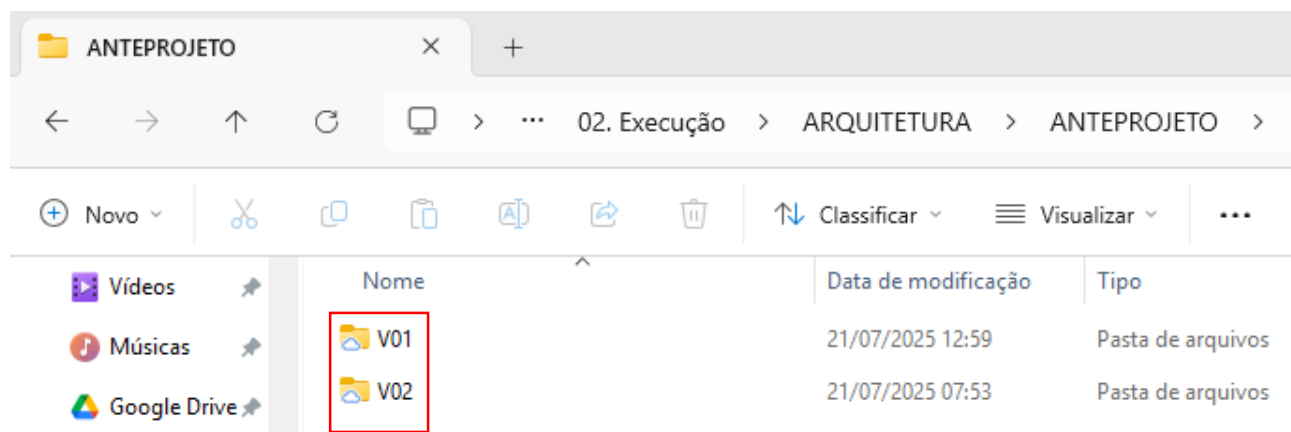 ANTEPROJETO
02. Execução > ARQUITETURA > ANTEPROJETO >
Novo Classificar Visualizar
Nome Data de modificação Tipo
Vídeos
V01 21/07/2025 12:59 Pasta de arquivos
Músicas
V02 21/07/2025 07:53 Pasta de arquivos
Google Drive